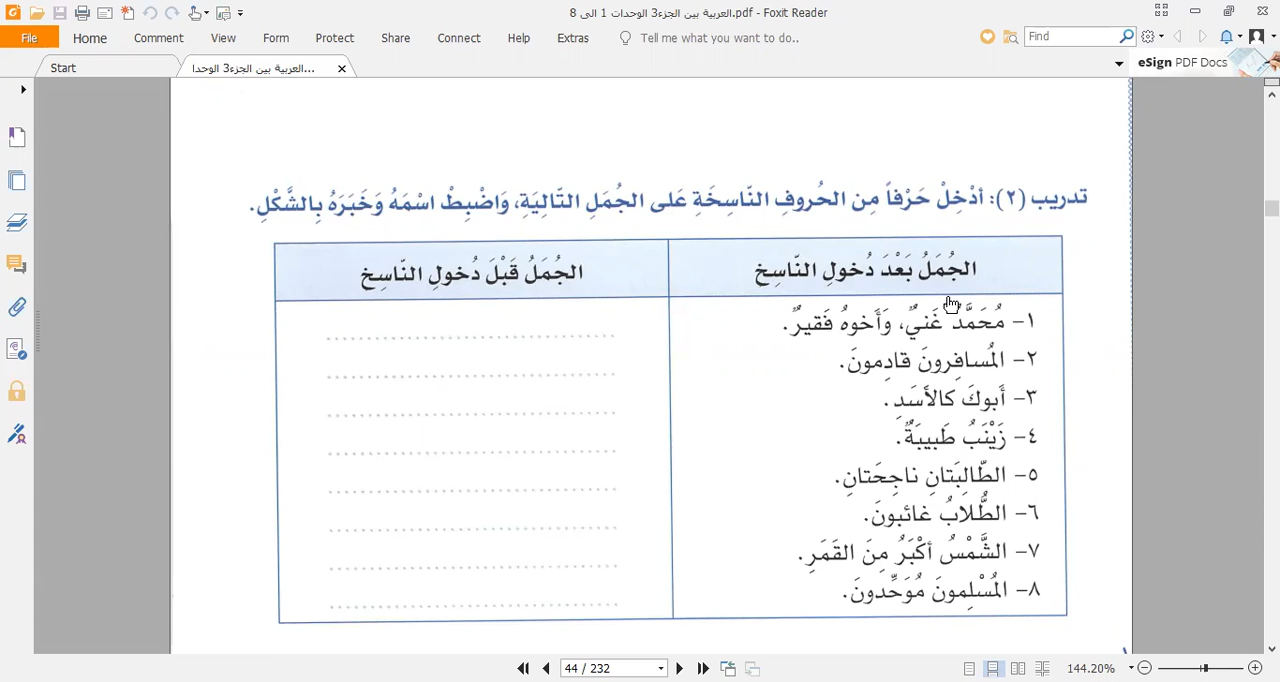 العربية بين الجزء3 الوحدات 1 الى 8.pdf - Foxit Reader
File Home Comment View Form Protect Share Connect Help Extras Tell me what you want to do.. Find
Start العربية بين الجزء3 الوحدا... eSign PDF Docs
تدريب (٢): أدْخِلْ حَرْفاً مِن الحُروفِ النّاسِخَةِ عَلى الجُمَلِ التّالِيَةِ، وَاضْبِطْ اسْمَهُ وَخَبَرَهُ بِالشَّكْلِ.
الجُمَلُ بَعْدَ دُخولِ النّاسِخِ الجُمَلُ قَبْلَ دُخولِ النّاسِخِ
١- مُحَمَّدٌ غَنيٌّ، وَأَخوهُ فَقيرٌ.
٢- المُسافِرونَ قادِمونَ.
٣- أَبوكَ كالأَسَدِ.
٤- زَيْنَبُ طَبيبَةٌ.
٥- الطّالِبَتانِ ناجِحَتانِ.
٦- الطُّلابُ غائبونَ.
٧- الشَّمْسُ أكْبَرُ مِنَ القَمَرِ.
٨- المُسْلِمونَ مُوَحِّدونَ.
44 / 232 144.20%